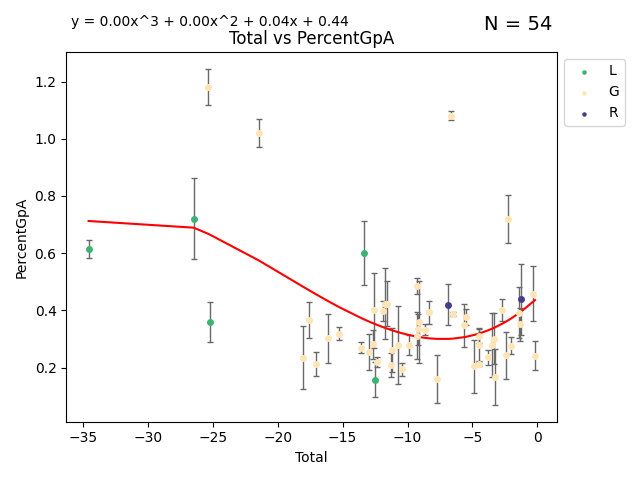 y = 0.00x^3 + 0.00x^2 + 0.04x + 0.44
N = 54
Total vs PercentGpA
L
G
R
PercentGpA
1.2
1.0
0.8
0.6
0.4
0.2
−35 −30 −25 −20 −15 −10 −5 0
Total